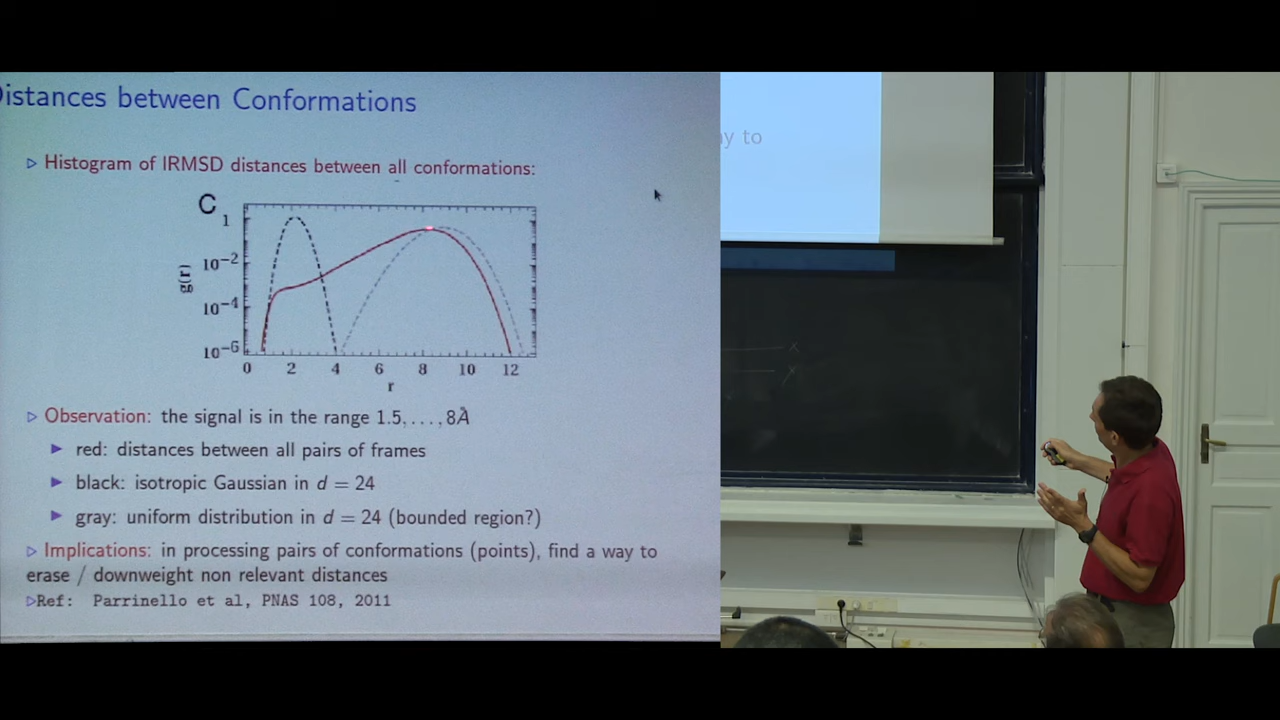 istances between Conformations
▷ Histogram of lRMSD distances between all conformations:
C
1
10⁻²
10⁻⁴
10⁻⁶
g(r)
0 2 4 6 8 10 12
r
▷ Observation: the signal is in the range 1.5, . . . , 8Å
▶ red: distances between all pairs of frames
▶ black: isotropic Gaussian in d = 24
▶ gray: uniform distribution in d = 24 (bounded region?)
▷ Implications: in processing pairs of conformations (points), find a way to
erase / downweight non relevant distances
▷Ref: Parrinello et al, PNAS 108, 2011
ay to